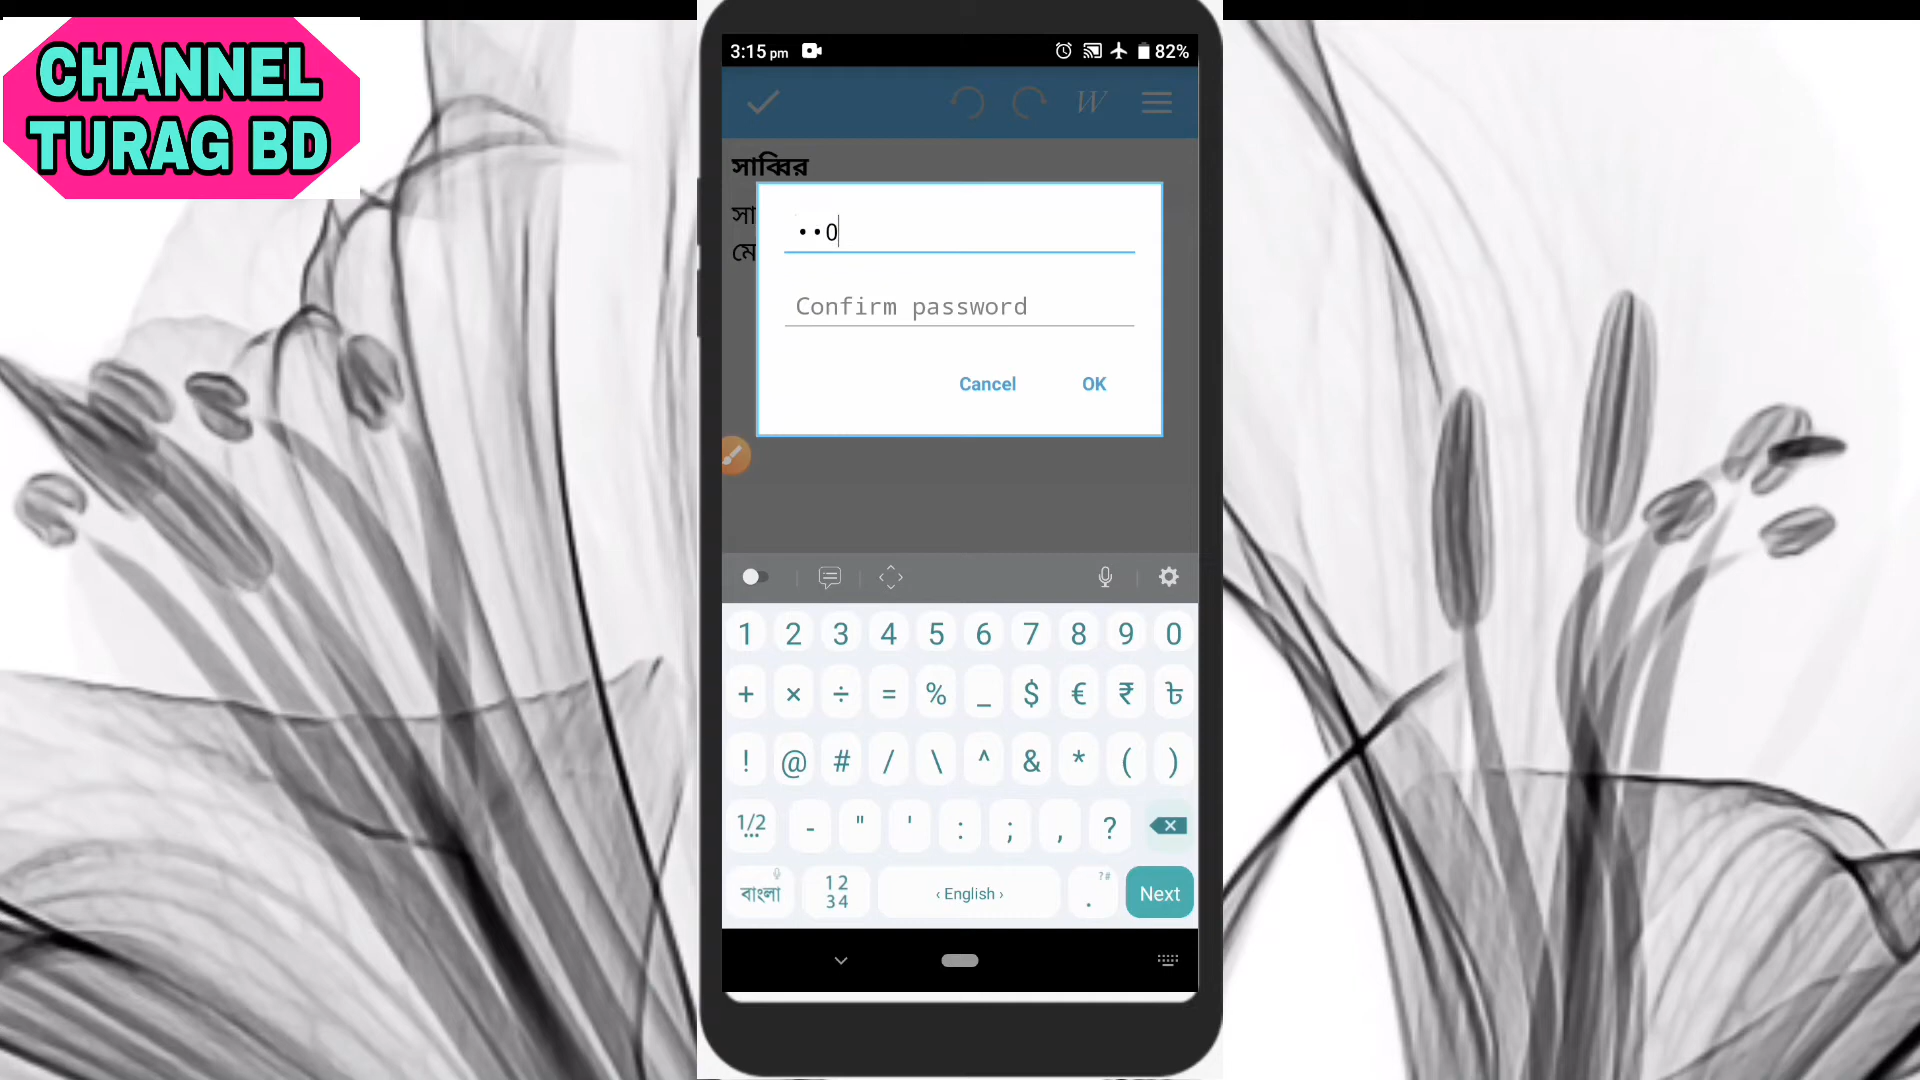 CHANNEL
TURAG BD
3:15 pm
82%
W
সাব্বির
সা
মে
••0
Confirm password
Cancel OK
1 2 3 4 5 6 7 8 9 0
+ × ÷ = % _ $ € ₹ ৳
! @ # / \ ^ & * ( )
1/2 ... - " ' : ; , ?
?#
বাংলা 12 34 ‹ English › . Next